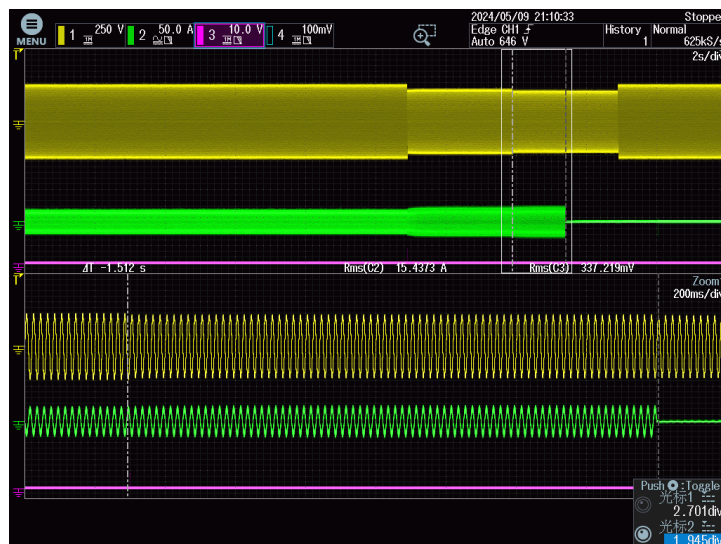 2024/05/09 21:10:33 Stoppe
MENU 1 250 V 2 50.0 A 3 10.0 V 4 100mV Edge CH1 Auto 646 V History 1 Normal 625kS/s
2s/div
ΔT -1.512 s Rms(C2) 15.4373 A Rms(C3) 337.219mV
Zoom
200ms/div
Push :Toggle
光标1
2.701div
光标2
1.945div